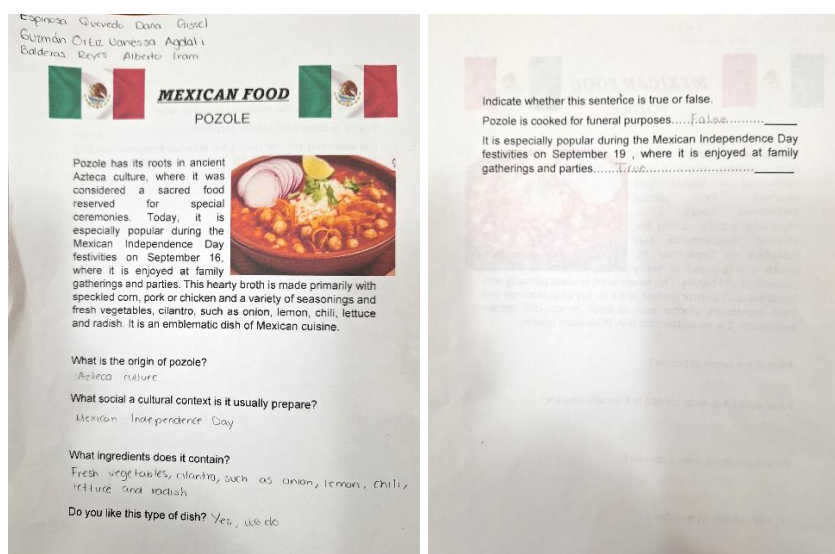 Espinosa Quevedo Dana Gissel
Guzmán Ortiz Vanessa Agdali
Balderas Reyes Alberto Iram
MEXICAN FOOD
POZOLE
Pozole has its roots in ancient
Azteca culture, where it was
considered a sacred food
reserved for special
ceremonies. Today, it is
especially popular during the
Mexican Independence Day
festivities on September 16,
where it is enjoyed at family
gatherings and parties. This hearty broth is made primarily with
speckled corn, pork or chicken and a variety of seasonings and
fresh vegetables, cilantro, such as onion, lemon, chili, lettuce
and radish. It is an emblematic dish of Mexican cuisine.
What is the origin of pozole?
Azteca culture
What social a cultural context is it usually prepare?
Mexican Independence Day
What ingredients does it contain?
Fresh vegetables, cilantro, such as onion, lemon, chili,
lettuce and radish
Do you like this type of dish? Yes, we do
Indicate whether this sentence is true or false.
Pozole is cooked for funeral purposes.....False..........______
It is especially popular during the Mexican Independence Day
festivities on September 19 , where it is enjoyed at family
gatherings and parties......True..............................______